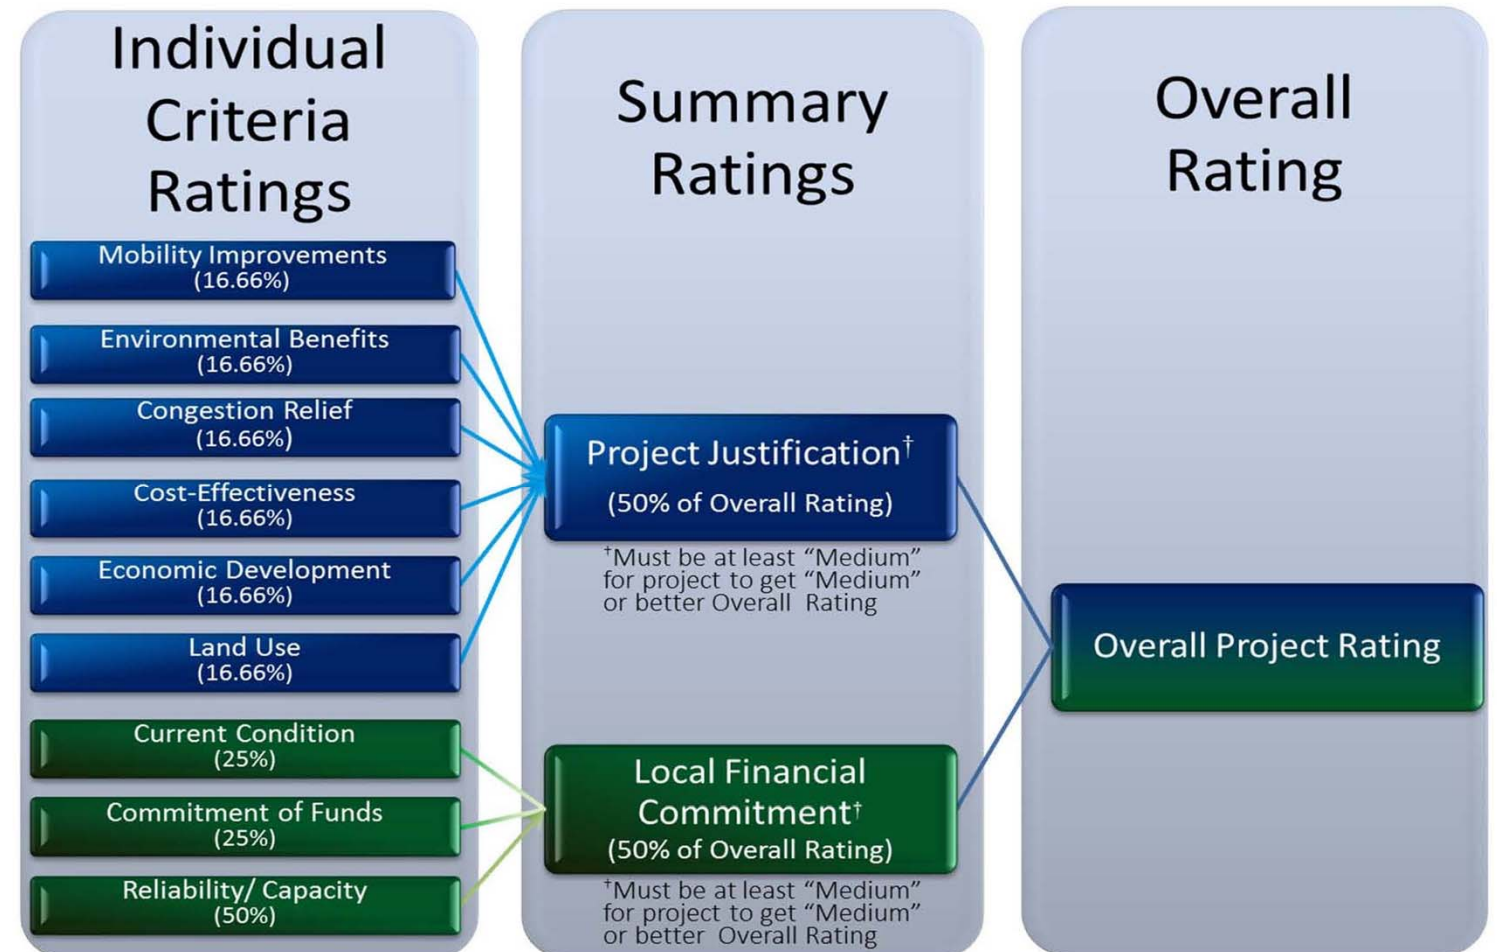 Individual
Criteria
Ratings
Mobility Improvements
(16.66%)
Environmental Benefits
(16.66%)
Congestion Relief
(16.66%)
Cost-Effectiveness
(16.66%)
Economic Development
(16.66%)
Land Use
(16.66%)
Current Condition
(25%)
Commitment of Funds
(25%)
Reliability/ Capacity
(50%)
Summary
Ratings
Project Justification†
(50% of Overall Rating)
†Must be at least “Medium”
for project to get “Medium”
or better Overall Rating
Local Financial
Commitment†
(50% of Overall Rating)
†Must be at least “Medium”
for project to get “Medium”
or better Overall Rating
Overall
Rating
Overall Project Rating